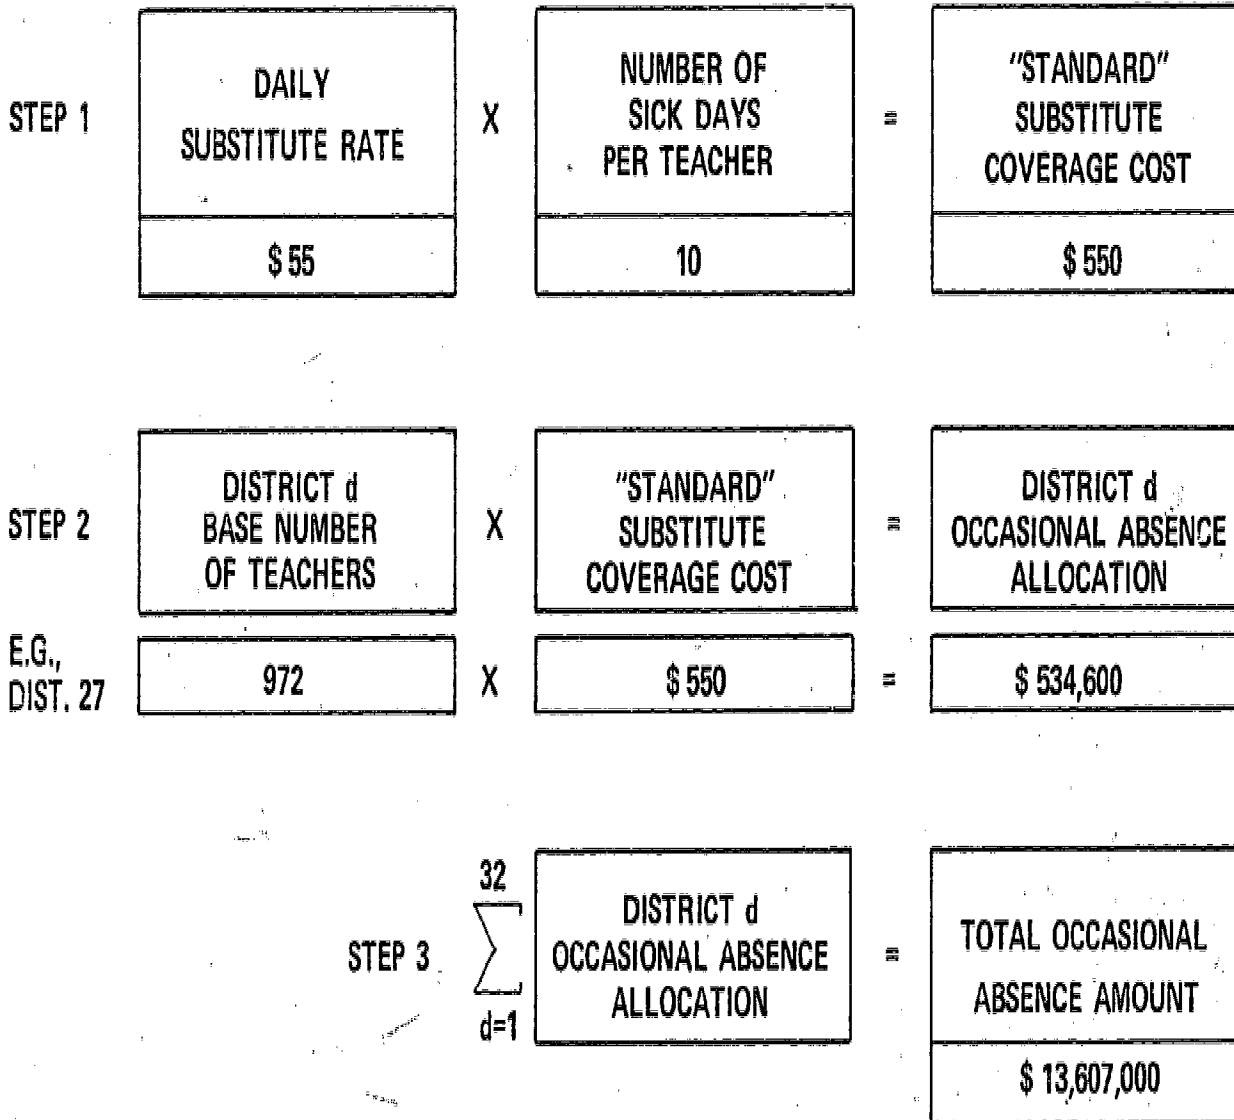 STEP 1
DAILY
SUBSTITUTE RATE
$ 55
X
NUMBER OF
SICK DAYS
PER TEACHER
10
=
"STANDARD"
SUBSTITUTE
COVERAGE COST
$ 550
STEP 2
DISTRICT d
BASE NUMBER
OF TEACHERS
X
"STANDARD"
SUBSTITUTE
COVERAGE COST
=
DISTRICT d
OCCASIONAL ABSENCE
ALLOCATION
E.G.,
DIST. 27
972
X
$ 550
=
$ 534,600
STEP 3
32
∑
d=1
DISTRICT d
OCCASIONAL ABSENCE
ALLOCATION
=
TOTAL OCCASIONAL
ABSENCE AMOUNT
$ 13,607,000